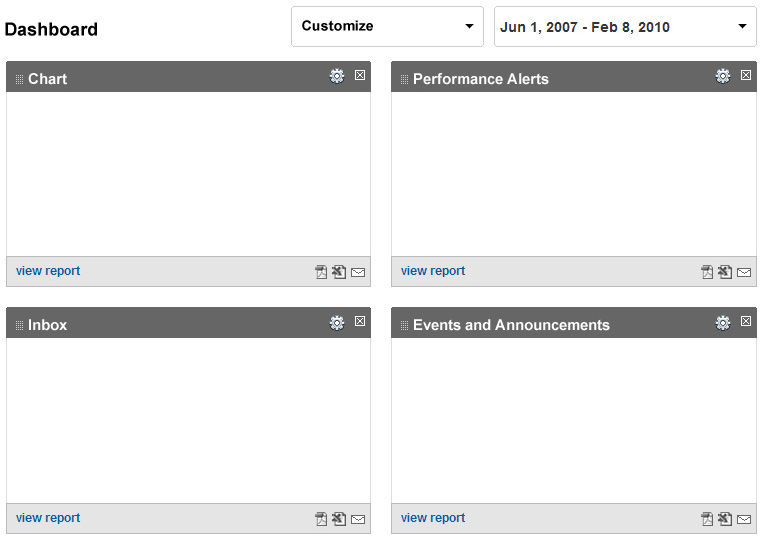 Dashboard
Customize
Jun 1, 2007 - Feb 8, 2010
Chart
Performance Alerts
view report
view report
Inbox
Events and Announcements
view report
view report